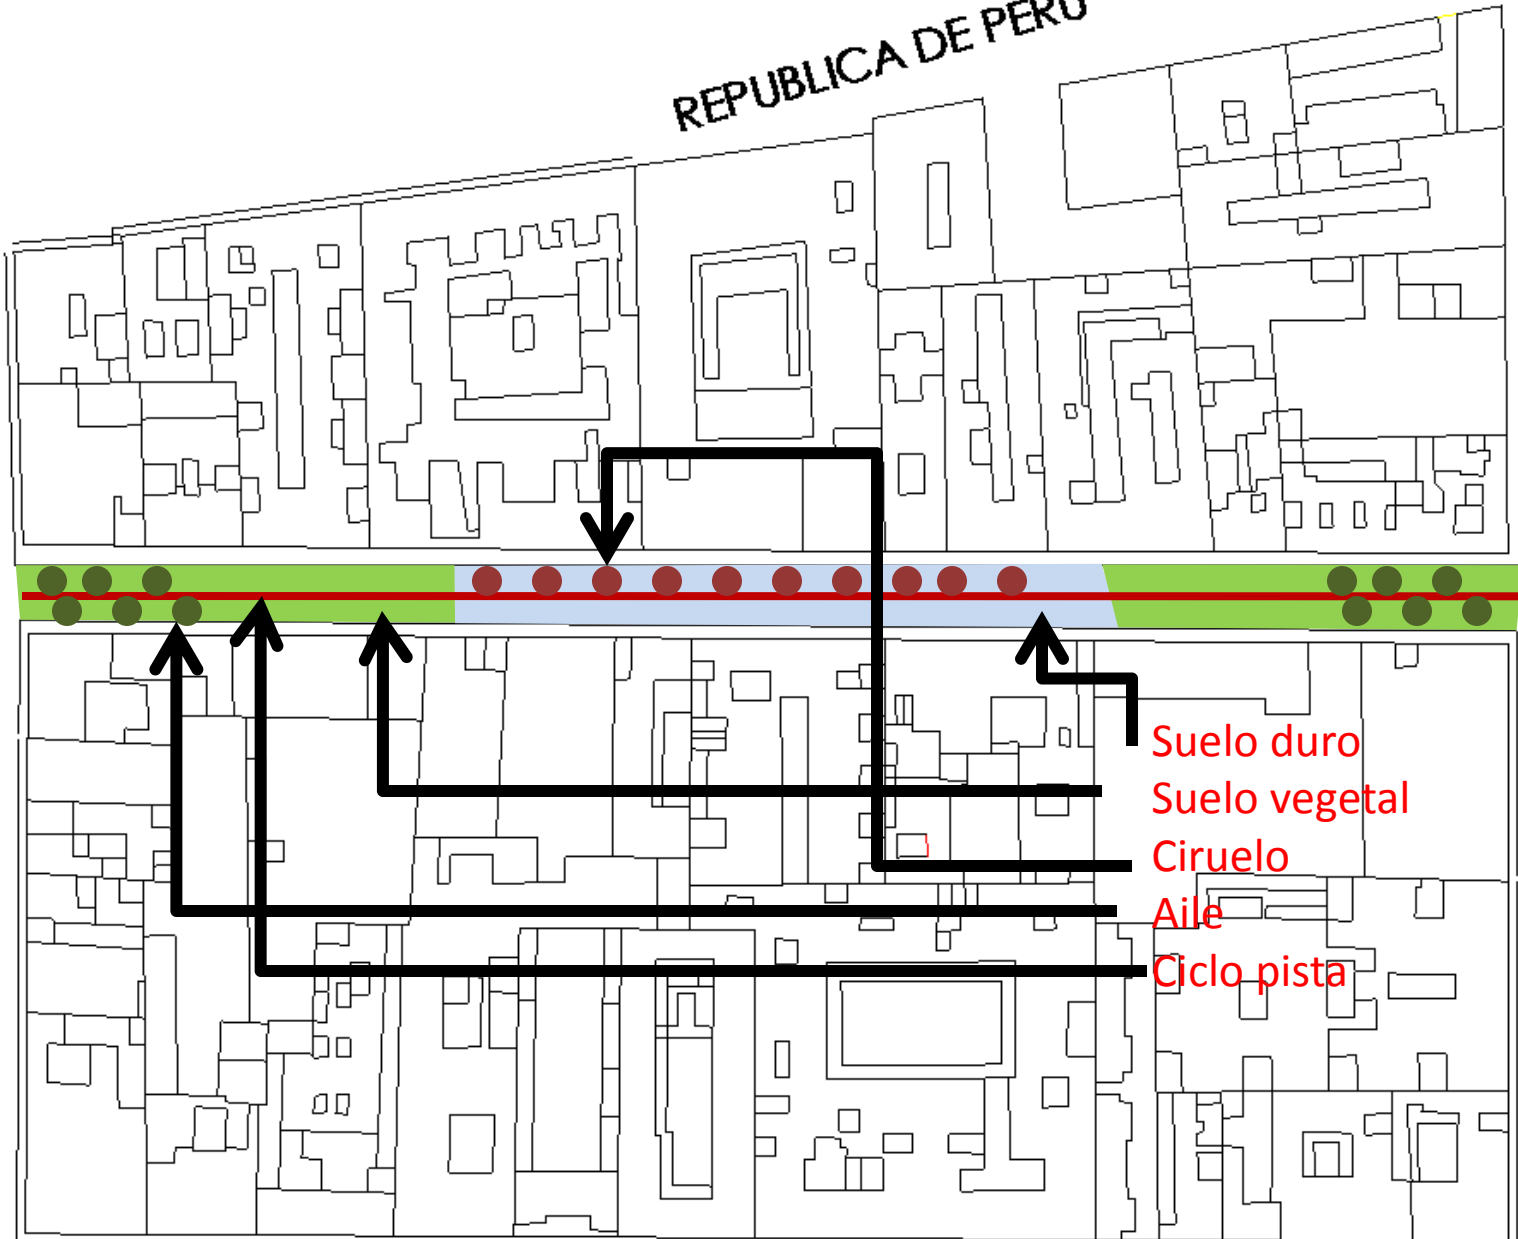 REPUBLICA DE PERU
Suelo duro
Suelo vegetal
Ciruelo
Aile
Ciclo pista